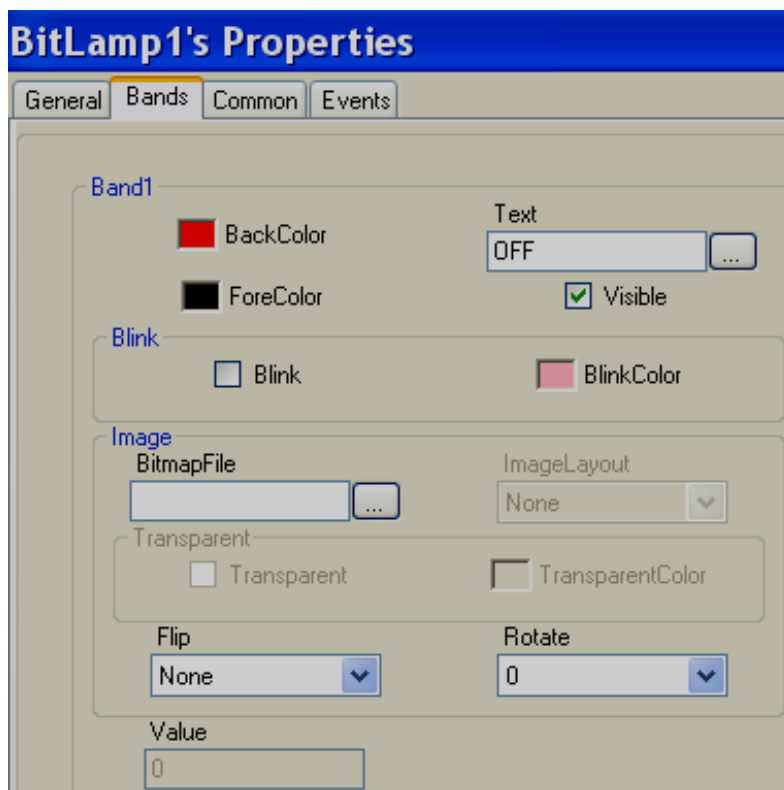 BitLamp1's Properties
General Bands Common Events
Band1
BackColor
Text
OFF ...
ForeColor
Visible
Blink
Blink
BlinkColor
Image
BitmapFile
...
ImageLayout
None
Transparent
Transparent
TransparentColor
Flip
None
Rotate
0
Value
0